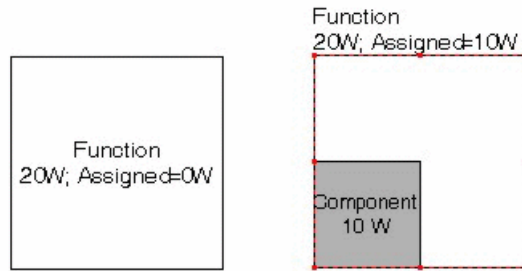 Function
20W; Assigned=0W
Function
20W; Assigned=10W
Component
10 W